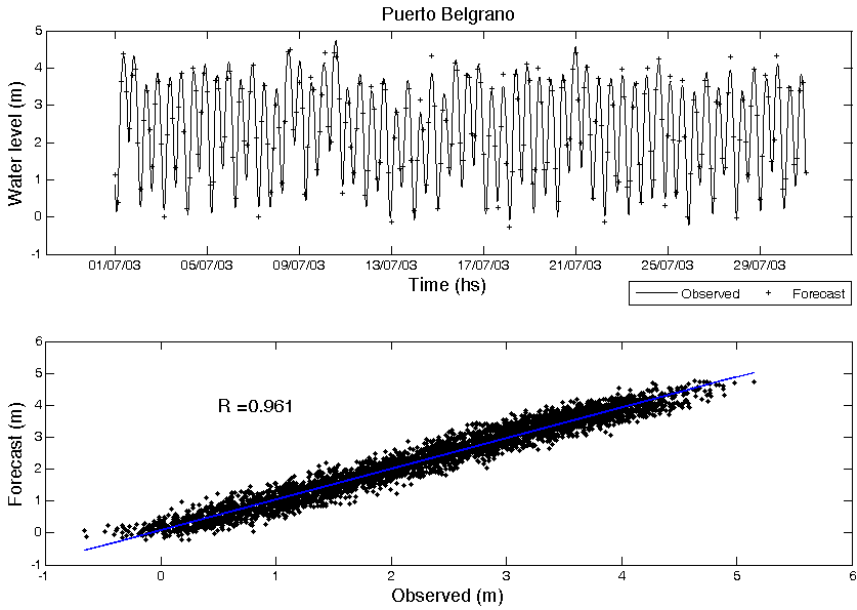 Puerto Belgrano
Water level (m)
5
4
3
2
1
0
-1
01/07/03 05/07/03 09/07/03 13/07/03 17/07/03 21/07/03 25/07/03 29/07/03
Time (hs)
Observed Forecast
Forecast (m)
6
5
4
3
2
1
0
-1
R =0.961
-1 0 1 2 3 4 5 6
Observed (m)